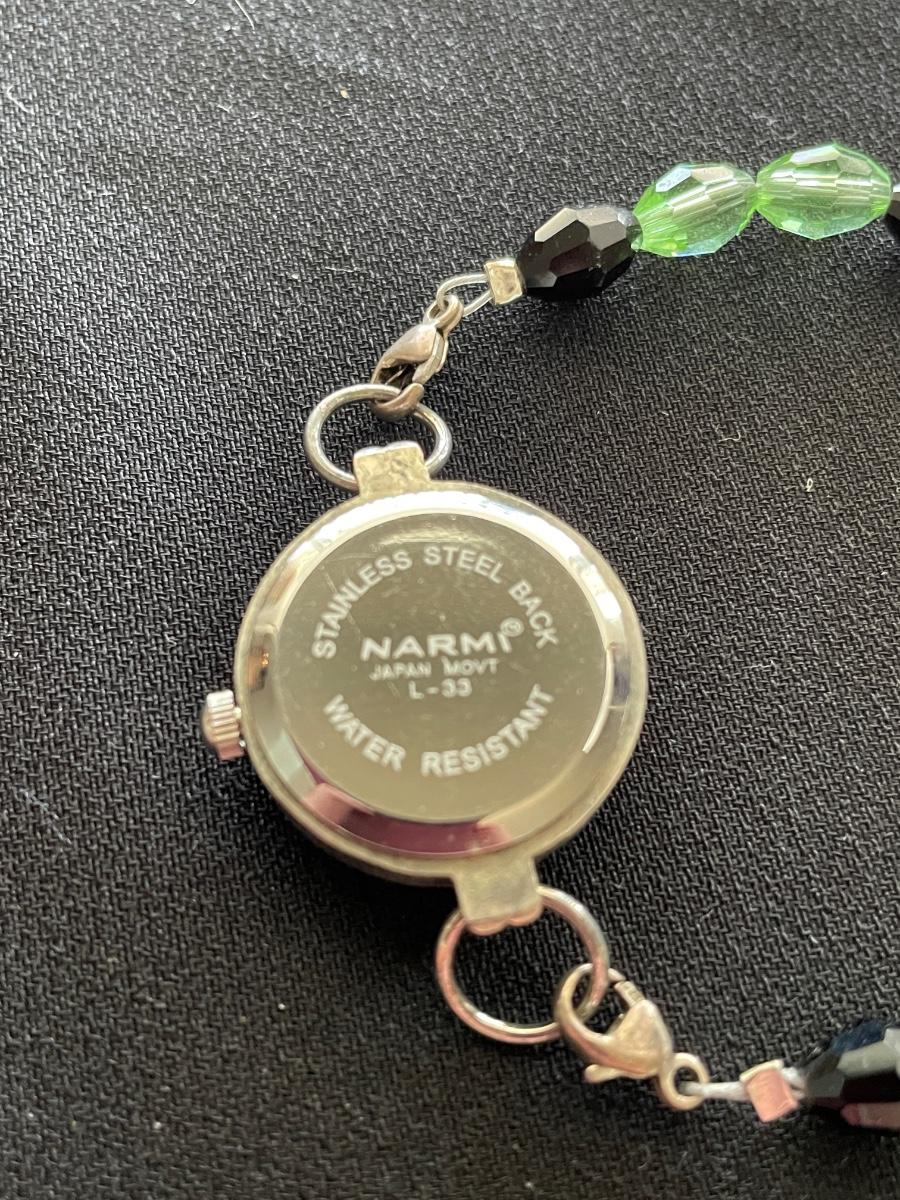 STAINLESS STEEL BACK
NARMI®
JAPAN MOVT
L-33
WATER RESISTANT